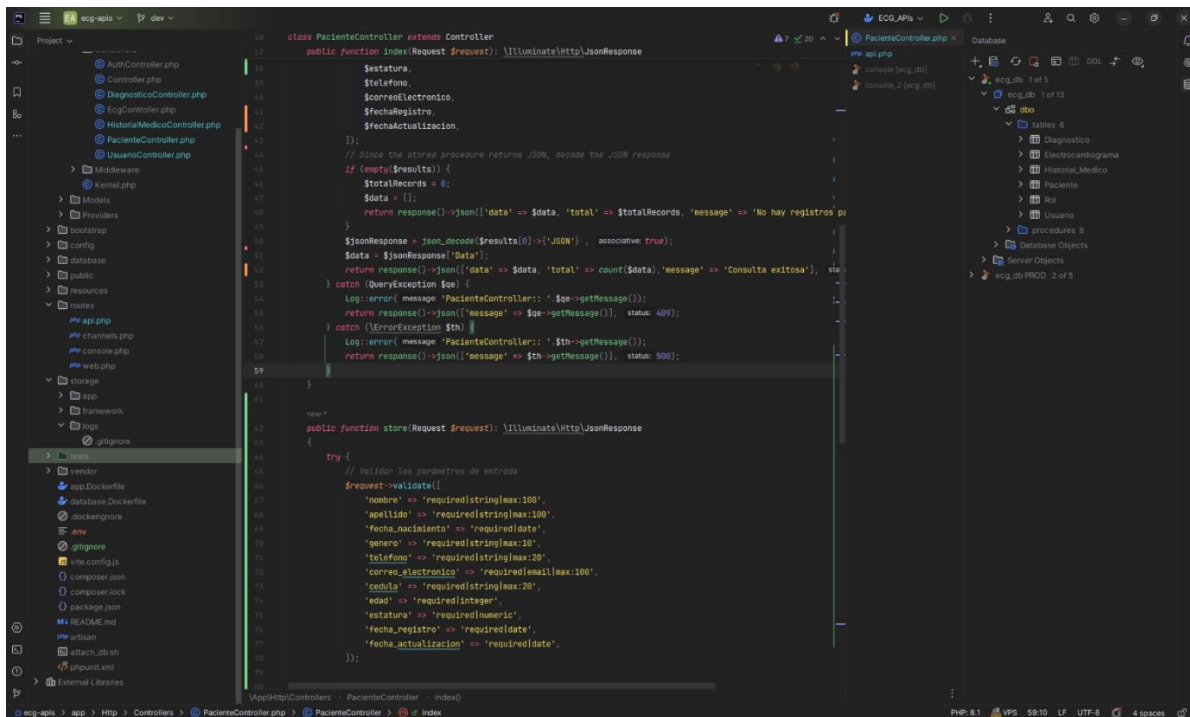 PS
EA ecg-apis
dev
ECG_APIs
Project
AuthController.php
Controller.php
DiagnosticoController.php
EcgController.php
HistorialMedicoController.php
PacienteController.php
UsuarioController.php
Middleware
Kernel.php
Models
Providers
bootstrap
config
database
public
resources
routes
api.php
channels.php
console.php
web.php
storage
app
framework
logs
.gitignore
tests
vendor
app.Dockerfile
database.Dockerfile
.dockerignore
.env
.gitignore
vite.config.js
composer.json
composer.lock
package.json
README.md
artisan
attach_db.sh
phpunit.xml
External Libraries
class PacienteController extends Controller
public function index(Request $request): \Illuminate\Http\JsonResponse
7 20
$estatura,
$telefono,
$correoElectronico,
$fechaRegistro,
$fechaActualizacion,
]);
// Since the stored procedure returns JSON, decode the JSON response
if (empty($results)) {
$totalRecords = 0;
$data = [];
return response()->json(['data' => $data, 'total' => $totalRecords, 'message' => 'No hay registros pa
}
$jsonResponse = json_decode($results[0]->{'JSON'} , associative: true);
$data = $jsonResponse['Data'];
return response()->json(['data' => $data, 'total' => count($data),'message' => 'Consulta exitosa'], sta
} catch (QueryException $qe) {
Log::error( message: 'PacienteController:: '.$qe->getMessage());
return response()->json(['message' => $qe->getMessage()], status: 409);
} catch (\ErrorException $th) {
Log::error( message: 'PacienteController:: '.$th->getMessage());
return response()->json(['message' => $th->getMessage()], status: 500);
59 }
}
new *
public function store(Request $request): \Illuminate\Http\JsonResponse
{
try {
// Validar los parámetros de entrada
$request->validate([
'nombre' => 'required|string|max:100',
'apellido' => 'required|string|max:100',
'fecha_nacimiento' => 'required|date',
'genero' => 'required|string|max:10',
'telefono' => 'required|string|max:20',
'correo_electronico' => 'required|email|max:100',
'cedula' => 'required|string|max:20',
'edad' => 'required|integer',
'estatura' => 'required|numeric',
'fecha_registro' => 'required|date',
'fecha_actualizacion' => 'required|date',
]);
\App\Http\Controllers › PacienteController › index()
PacienteController.php
api.php
console [ecg_db]
console_2 [ecg_db]
Database
DDL
ecg_db 1 of 5
ecg_db 1 of 13
dbo
tables 6
Diagnostico
Electrocardiograma
Historial_Medico
Paciente
Rol
Usuario
procedures 8
Database Objects
Server Objects
ecg_db PROD 2 of 5
ecg-apis > app > Http > Controllers > PacienteController.php > PacienteController > index
PHP: 8.1 VPS 59:10 LF UTF-8 4 spaces